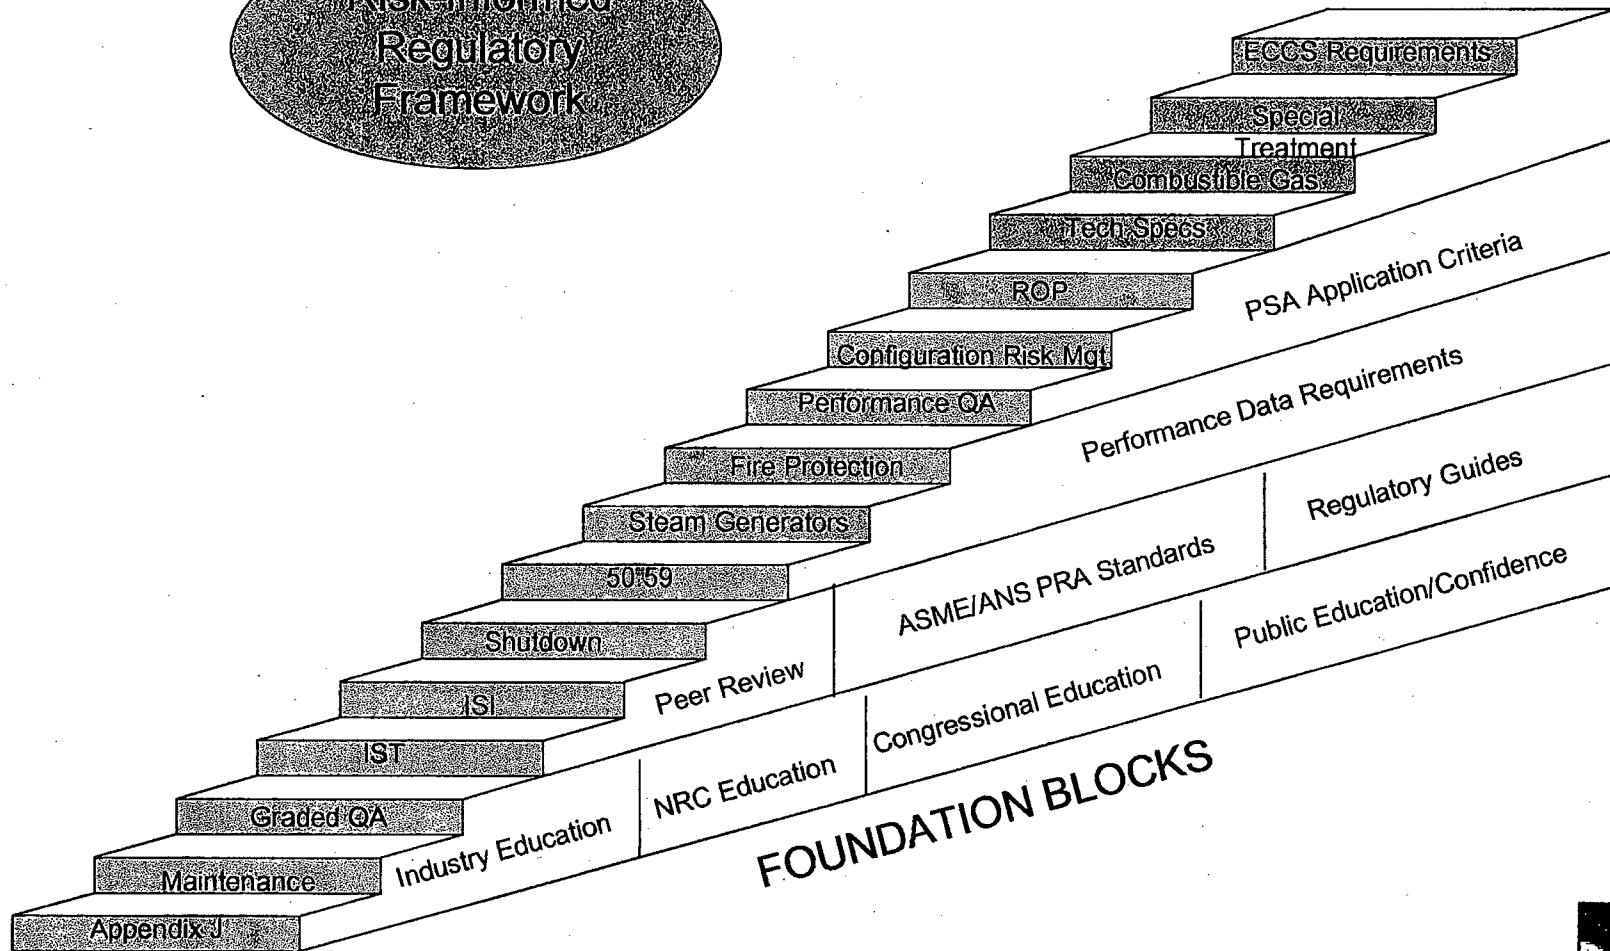 Risk-Informed
Regulatory
Framework
ECCS Requirements
Special
Treatment
Combustible Gas
Tech Specs
ROP
Configuration Risk Mgt
Performance QA
Fire Protection
Steam Generators
50.59
Shutdown
ISI
IST
Graded QA
Maintenance
Appendix J
PSA Application Criteria
Performance Data Requirements
Peer Review
ASME/ANS PRA Standards
Regulatory Guides
Industry Education
NRC Education
Congressional Education
Public Education/Confidence
FOUNDATION BLOCKS